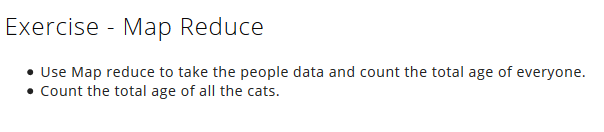 Exercise - Map Reduce
Use Map reduce to take the people data and count the total age of everyone.
Count the total age of all the cats.